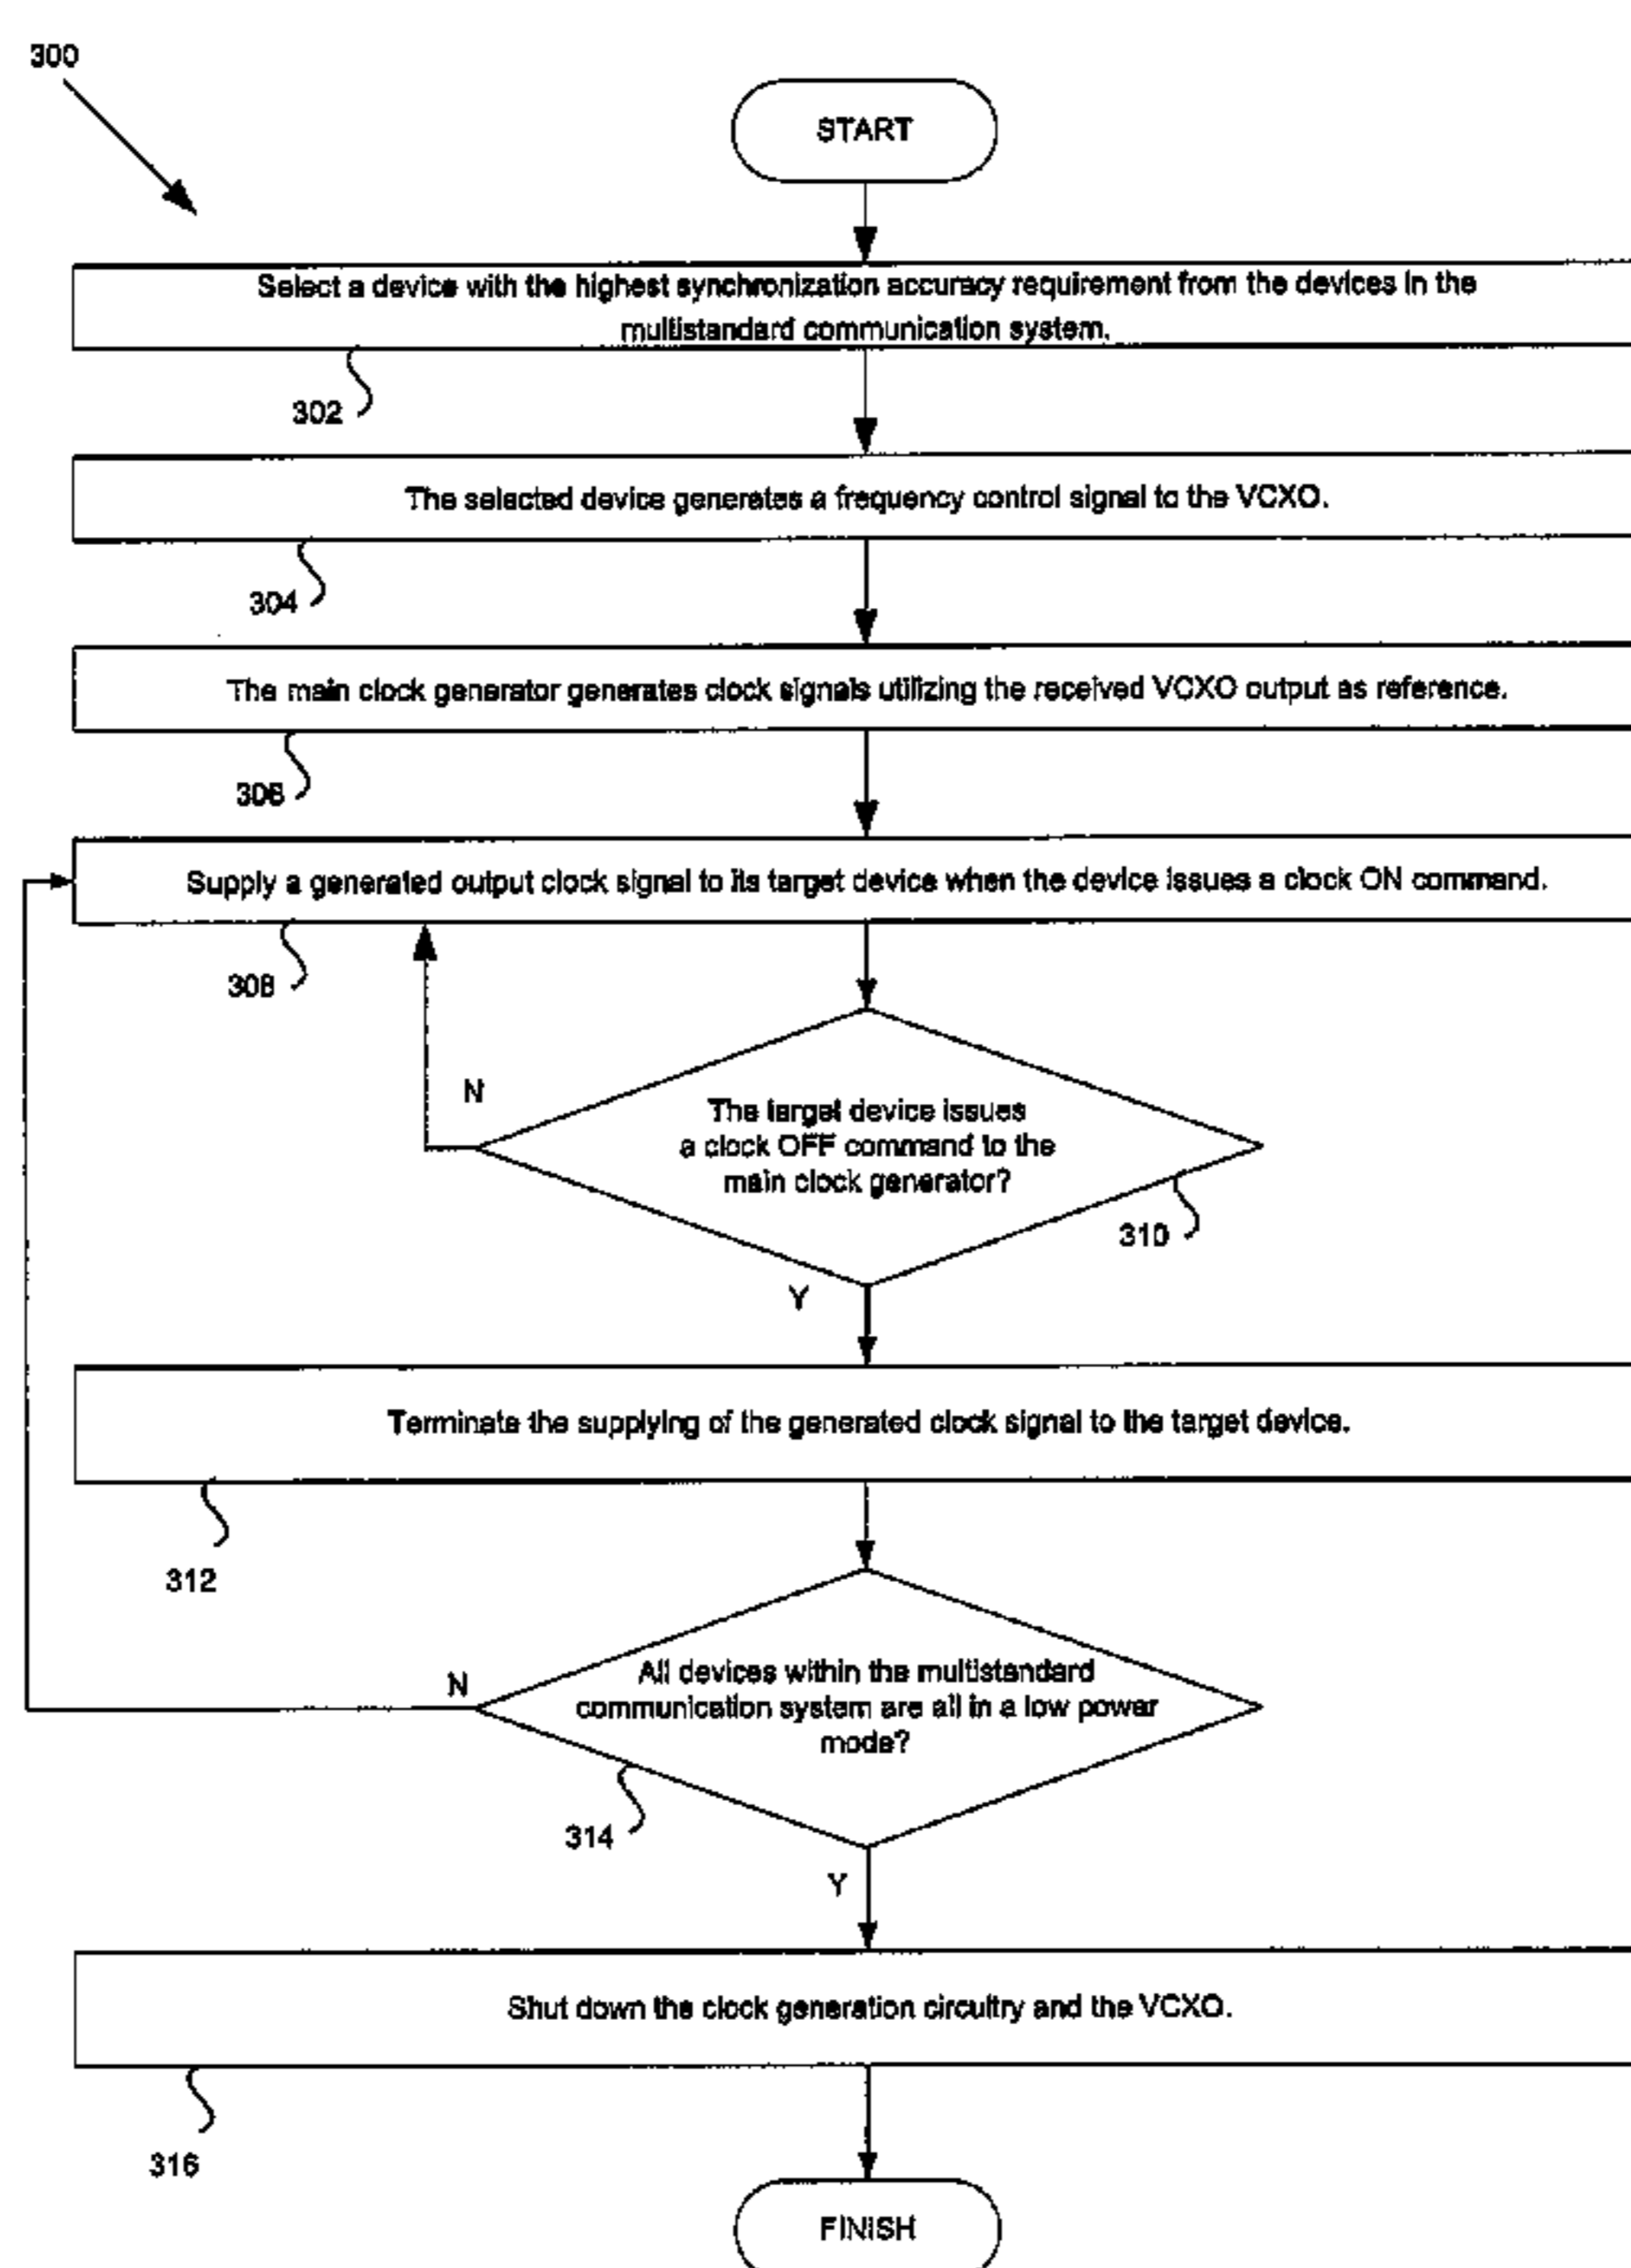 300
START
Select a device with the highest synchronization accuracy requirement from the devices in the
multistandard communication system.
302
The selected device generates a frequency control signal to the VCXO.
304
The main clock generator generates clock signals utilizing the received VCXO output as reference.
306
Supply a generated output clock signal to its target device when the device issues a clock ON command.
308
N
The target device issues
a clock OFF command to the
main clock generator?
310
Y
Terminate the supplying of the generated clock signal to the target device.
312
N
All devices within the multistandard
communication system are all in a low power
mode?
314
Y
Shut down the clock generation circuitry and the VCXO.
316
FINISH